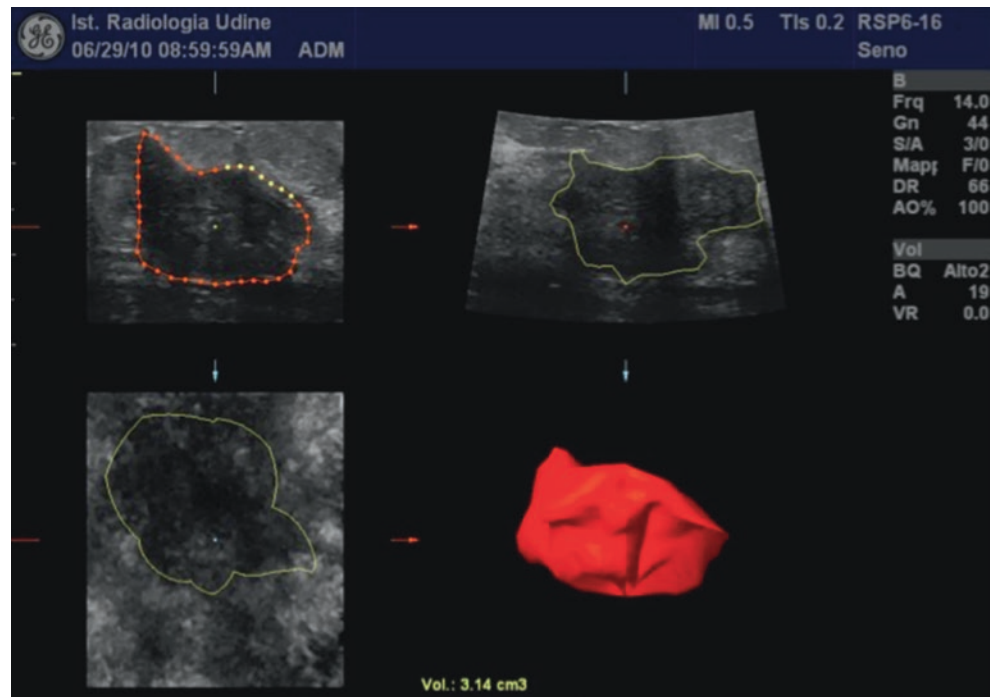 Ist. Radiologia Udine
06/29/10 08:59:59AM ADM
MI 0.5 TIs 0.2 RSP6-16
Seno
B
Frq 14.0
Gn 44
S/A 3/0
Mapp F/0
DR 66
AO% 100
Vol
BQ Alto2
A 19
VR 0.0
Vol.: 3.14 cm3